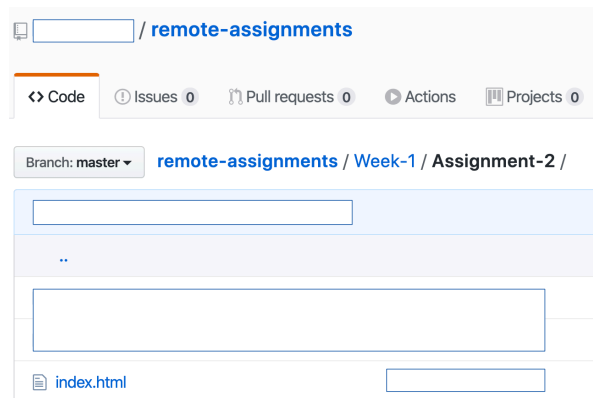 / remote-assignments
<> Code Issues 0 Pull requests 0 Actions Projects 0
Branch: master remote-assignments / Week-1 / Assignment-2 /
..
index.html